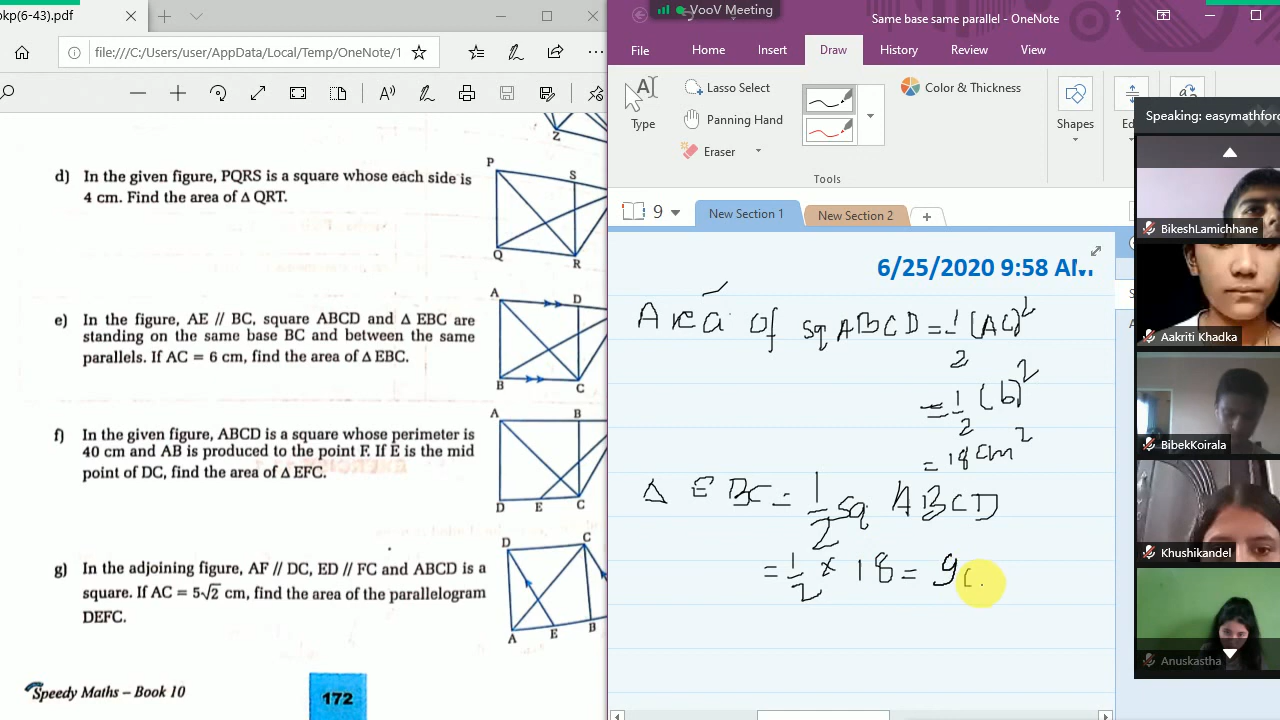 okp(6-43).pdf
file:///C:/Users/user/AppData/Local/Temp/OneNote/1
d) In the given figure, PQRS is a square whose each side is
4 cm. Find the area of Δ QRT.
e) In the figure, AE // BC, square ABCD and Δ EBC are
standing on the same base BC and between the same
parallels. If AC = 6 cm, find the area of Δ EBC.
f) In the given figure, ABCD is a square whose perimeter is
40 cm and AB is produced to the point F. If E is the mid
point of DC, find the area of Δ EFC.
g) In the adjoining figure, AF // DC, ED // FC and ABCD is a
square. If AC = 5√2 cm, find the area of the parallelogram
DEFC.
Z
P
S
Q
R
A
D
B
C
A
B
D
E
C
D
C
A
E
B
Speedy Maths – Book 10
172
VooV Meeting
Same base same parallel - OneNote
?
File
Home
Insert
Draw
History
Review
View
Type
Lasso Select
Panning Hand
Eraser
Color & Thickness
Shapes
Ed
Tools
9
New Section 1
New Section 2
+
6/25/2020 9:58 AM
Area of sq ABCD = 1/2 (AC)²
= 1/2 (6)²
= 18 cm²
Δ EBC = 1/2 sq ABCD
= 1/2 × 18 = 9c
Speaking: easymathfor
BikeshLamichhane
Aakriti Khadka
BibekKoirala
Khushikandel
Anuskastha